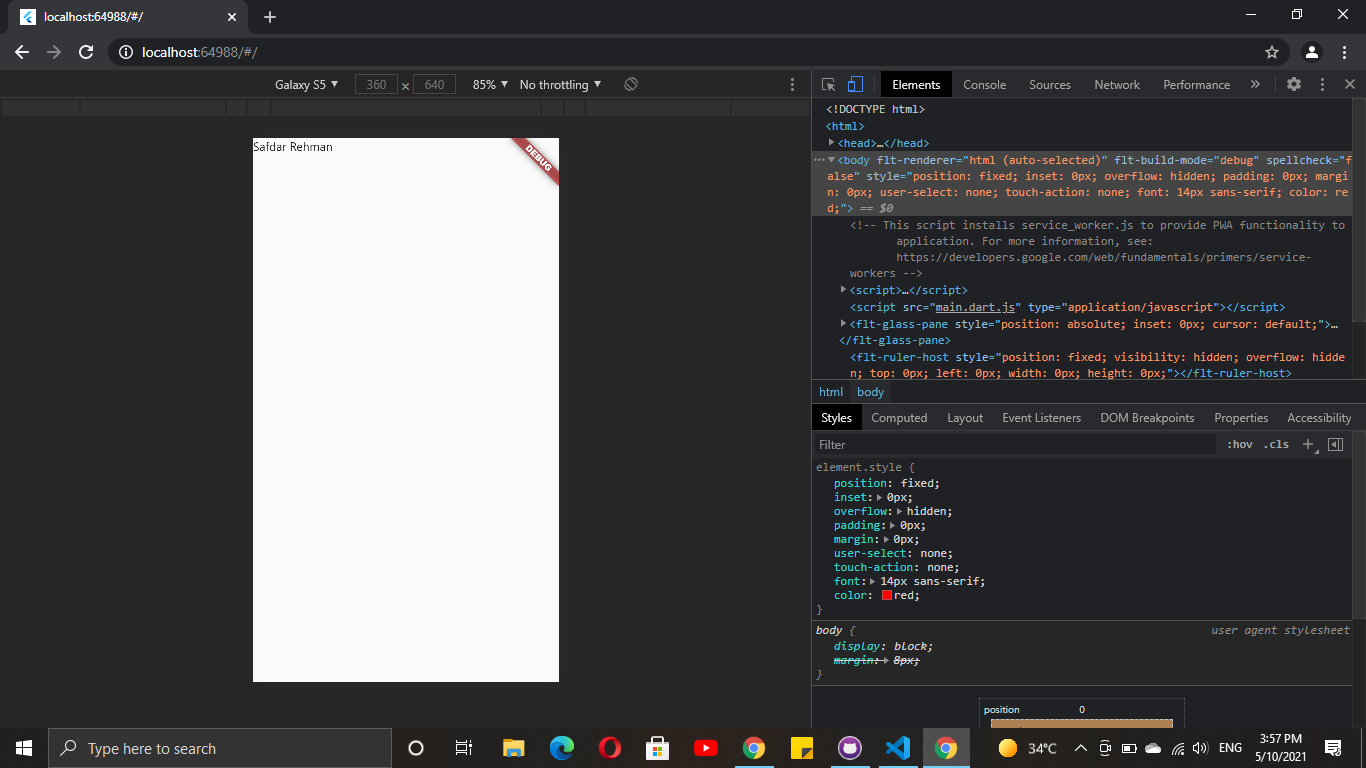 localhost:64988/#/
localhost:64988/#/
Galaxy S5 ▼ 360 × 640 85% ▼ No throttling ▼
Elements Console Sources Network Performance »
Safdar Rehman
DEBUG
<!DOCTYPE html>
<html>
<head>…</head>
<body flt-renderer="html (auto-selected)" flt-build-mode="debug" spellcheck="f
alse" style="position: fixed; inset: 0px; overflow: hidden; padding: 0px; margi
n: 0px; user-select: none; touch-action: none; font: 14px sans-serif; color: re
d;"> == $0
<!-- This script installs service_worker.js to provide PWA functionality to
application. For more information, see:
https://developers.google.com/web/fundamentals/primers/service-
workers -->
<script>…</script>
<script src="main.dart.js" type="application/javascript"></script>
<flt-glass-pane style="position: absolute; inset: 0px; cursor: default;">…
</flt-glass-pane>
<flt-ruler-host style="position: fixed; visibility: hidden; overflow: hidde
n; top: 0px; left: 0px; width: 0px; height: 0px;"></flt-ruler-host>
html body
Styles Computed Layout Event Listeners DOM Breakpoints Properties Accessibility
Filter :hov .cls +
element.style {
position: fixed;
inset: 0px;
overflow: hidden;
padding: 0px;
margin: 0px;
user-select: none;
touch-action: none;
font: 14px sans-serif;
color: red;
}
body { user agent stylesheet
display: block;
margin: 8px;
}
position 0
Type here to search
34°C ENG
3:57 PM
5/10/2021